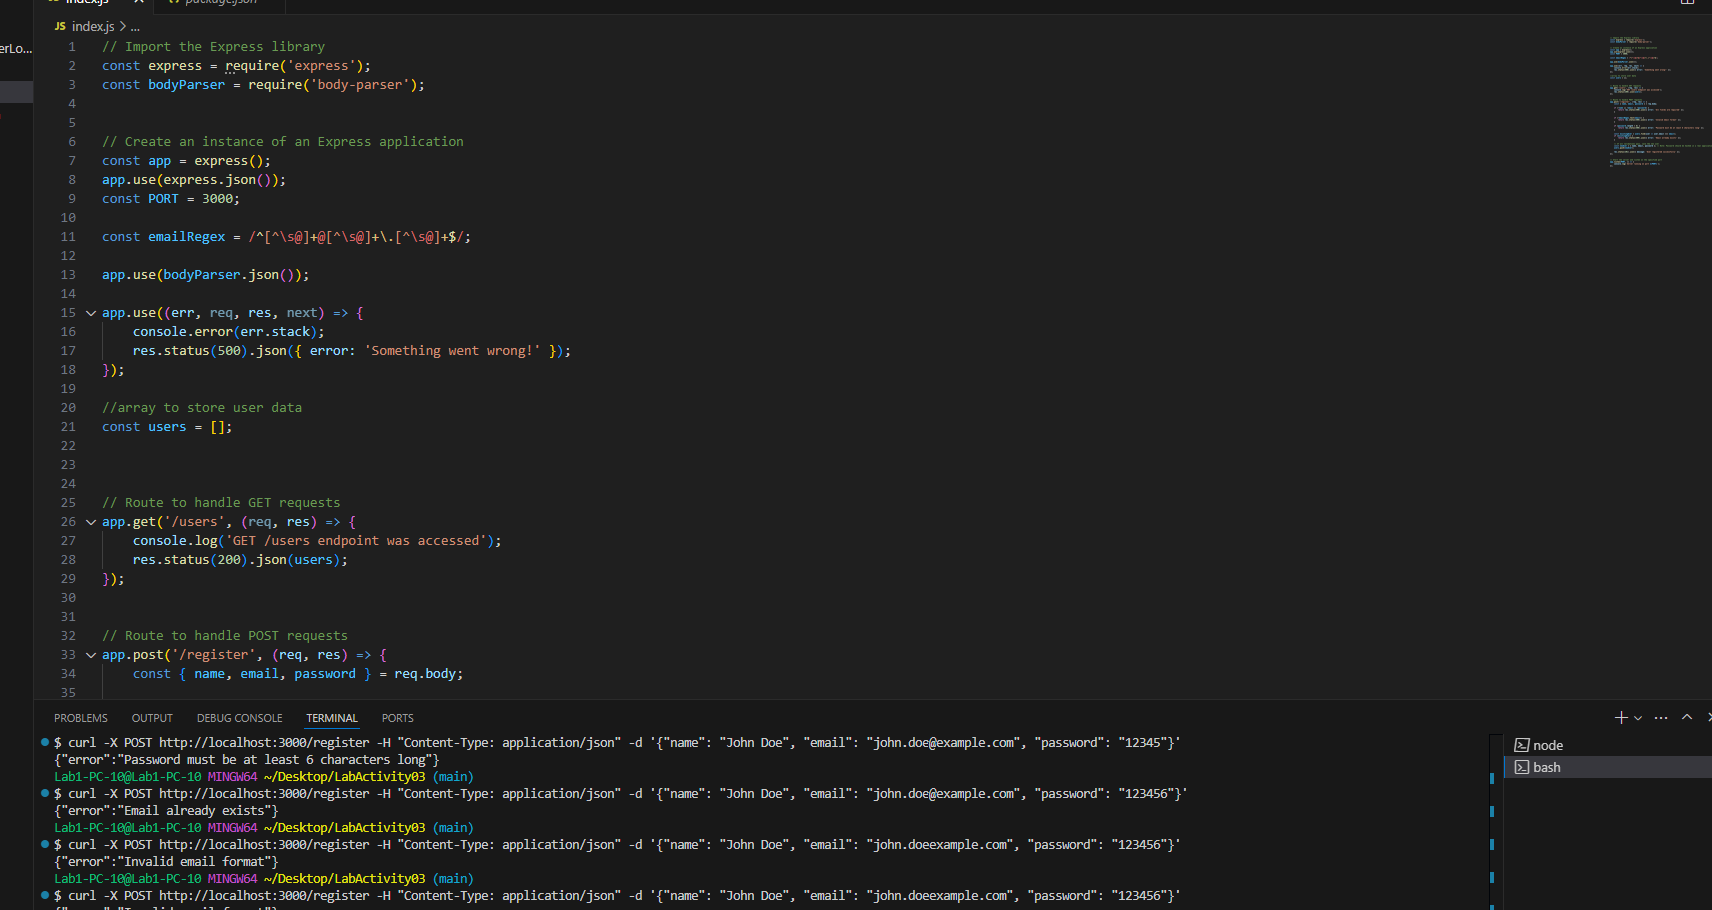 index.js
package.json
erLo...
JS index.js > ...
1 // Import the Express library
2 const express = require('express');
3 const bodyParser = require('body-parser');
4
5
6 // Create an instance of an Express application
7 const app = express();
8 app.use(express.json());
9 const PORT = 3000;
10
11 const emailRegex = /^[^\s@]+@[^\s@]+\.[^\s@]+$/;
12
13 app.use(bodyParser.json());
14
15 app.use((err, req, res, next) => {
16 console.error(err.stack);
17 res.status(500).json({ error: 'Something went wrong!' });
18 });
19
20 //array to store user data
21 const users = [];
22
23
24
25 // Route to handle GET requests
26 app.get('/users', (req, res) => {
27 console.log('GET /users endpoint was accessed');
28 res.status(200).json(users);
29 });
30
31
32 // Route to handle POST requests
33 app.post('/register', (req, res) => {
34 const { name, email, password } = req.body;
35
PROBLEMS OUTPUT DEBUG CONSOLE TERMINAL PORTS
$ curl -X POST http://localhost:3000/register -H "Content-Type: application/json" -d '{"name": "John Doe", "email": "john.doe@example.com", "password": "12345"}'
{"error":"Password must be at least 6 characters long"}
Lab1-PC-10@Lab1-PC-10 MINGW64 ~/Desktop/LabActivity03 (main)
$ curl -X POST http://localhost:3000/register -H "Content-Type: application/json" -d '{"name": "John Doe", "email": "john.doe@example.com", "password": "123456"}'
{"error":"Email already exists"}
Lab1-PC-10@Lab1-PC-10 MINGW64 ~/Desktop/LabActivity03 (main)
$ curl -X POST http://localhost:3000/register -H "Content-Type: application/json" -d '{"name": "John Doe", "email": "john.doeexample.com", "password": "123456"}'
{"error":"Invalid email format"}
Lab1-PC-10@Lab1-PC-10 MINGW64 ~/Desktop/LabActivity03 (main)
$ curl -X POST http://localhost:3000/register -H "Content-Type: application/json" -d '{"name": "John Doe", "email": "john.doeexample.com", "password": "123456"}'
{"error":"Invalid email format"}
node
bash